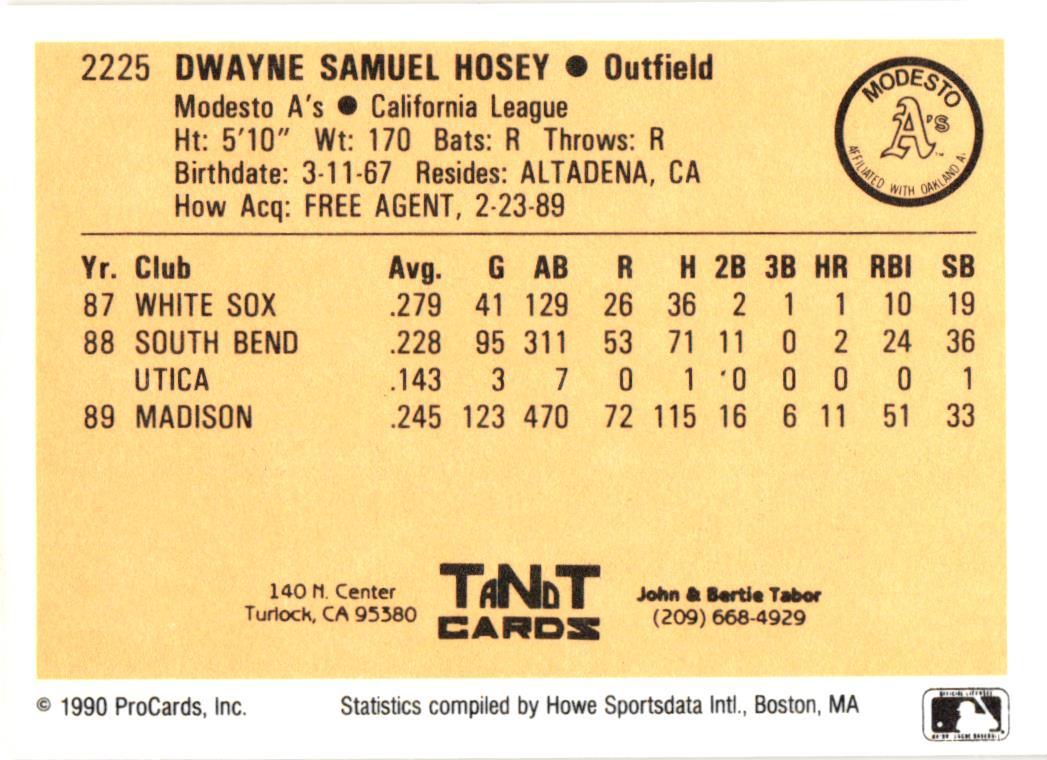 2225 DWAYNE SAMUEL HOSEY ● Outfield
Modesto A's ● California League
Ht: 5'10" Wt: 170 Bats: R Throws: R
Birthdate: 3-11-67 Resides: ALTADENA, CA
How Acq: FREE AGENT, 2-23-89
MODESTO
A's
AFFILIATED WITH OAKLAND A
Yr. Club Avg. G AB R H 2B 3B HR RBI SB
87 WHITE SOX .279 41 129 26 36 2 1 1 10 19
88 SOUTH BEND .228 95 311 53 71 11 0 2 24 36
UTICA .143 3 7 0 1 0 0 0 0 1
89 MADISON .245 123 470 72 115 16 6 11 51 33
140 N. Center
Turlock, CA 95380
TANDT
CARDS
John & Bertie Tabor
(209) 668-4929
© 1990 ProCards, Inc. Statistics compiled by Howe Sportsdata Intl., Boston, MA